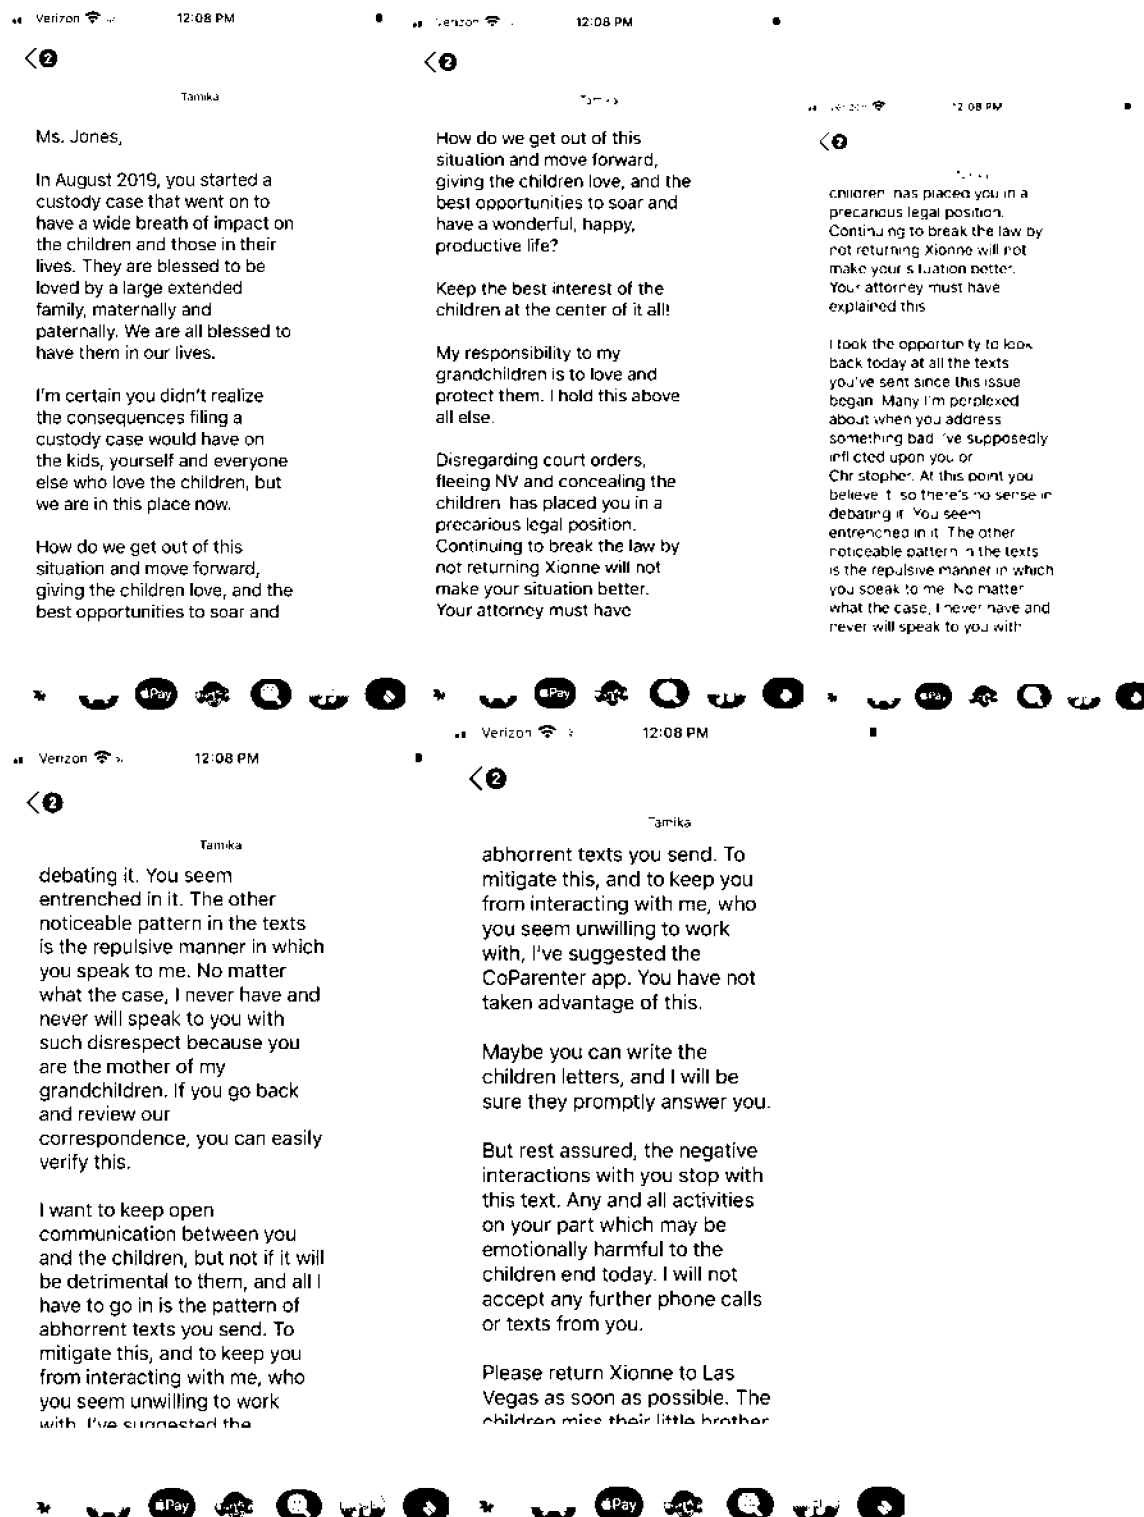 Verizon
12:08 PM
2
Tamika
Ms. Jones,
In August 2019, you started a
custody case that went on to
have a wide breath of impact on
the children and those in their
lives. They are blessed to be
loved by a large extended
family, maternally and
paternally. We are all blessed to
have them in our lives.
I'm certain you didn't realize
the consequences filing a
custody case would have on
the kids, yourself and everyone
else who love the children, but
we are in this place now.
How do we get out of this
situation and move forward,
giving the children love, and the
best opportunities to soar and
Pay
Verizon
12:08 PM
2
How do we get out of this
situation and move forward,
giving the children love, and the
best opportunities to soar and
have a wonderful, happy,
productive life?
Keep the best interest of the
children at the center of it all!
My responsibility to my
grandchildren is to love and
protect them. I hold this above
all else.
Disregarding court orders,
fleeing NV and concealing the
children has placed you in a
precarious legal position.
Continuing to break the law by
not returning Xionne will not
make your situation better.
Your attorney must have
Pay
12:08 PM
2
children has placed you in a
precarious legal position.
Continuing to break the law by
not returning Xionne will not
make your situation better.
Your attorney must have
explained this
I took the opportunity to look
back today at all the texts
you've sent since this issue
began. Many I'm perplexed
about when you address
something bad I've supposedly
inflicted upon you or
Christopher. At this point you
believe it so there's no sense in
debating it. You seem
entrenched in it. The other
noticeable pattern in the texts
is the repulsive manner in which
you speak to me. No matter
what the case, I never have and
never will speak to you with
Pay
Verizon
12:08 PM
2
Tamika
debating it. You seem
entrenched in it. The other
noticeable pattern in the texts
is the repulsive manner in which
you speak to me. No matter
what the case, I never have and
never will speak to you with
such disrespect because you
are the mother of my
grandchildren. If you go back
and review our
correspondence, you can easily
verify this.
I want to keep open
communication between you
and the children, but not if it will
be detrimental to them, and all I
have to go in is the pattern of
abhorrent texts you send. To
mitigate this, and to keep you
from interacting with me, who
you seem unwilling to work
with, I've suggested the
Pay
Verizon
12:08 PM
2
Tamika
abhorrent texts you send. To
mitigate this, and to keep you
from interacting with me, who
you seem unwilling to work
with, I've suggested the
CoParenter app. You have not
taken advantage of this.
Maybe you can write the
children letters, and I will be
sure they promptly answer you.
But rest assured, the negative
interactions with you stop with
this text. Any and all activities
on your part which may be
emotionally harmful to the
children end today. I will not
accept any further phone calls
or texts from you.
Please return Xionne to Las
Vegas as soon as possible. The
children miss their little brother
Pay